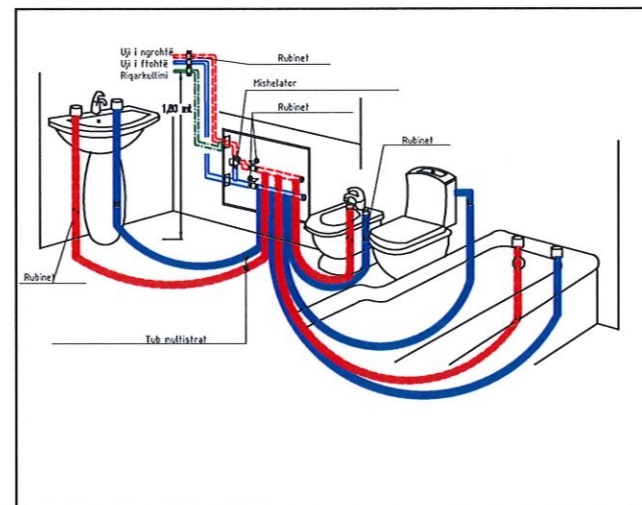 Uji i ngrohtë
Uji i ftohtë
Riqarkullimi
Rubinet
Mishelator
Rubinet
1,80 mt.
Rubinet
Rubinet
Tub multistrat